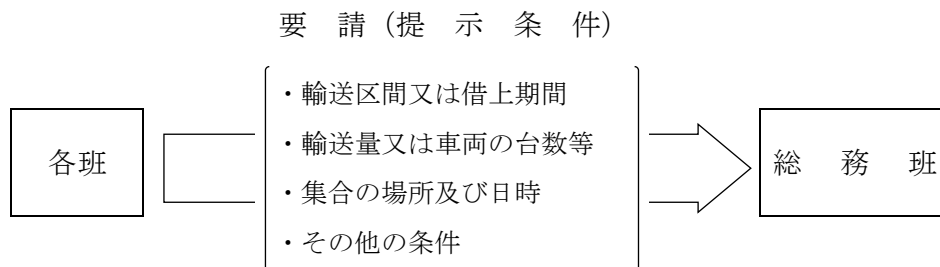 要 請（提 示 条 件）
・輸送区間又は借上期間
・輸送量又は車両の台数等
各班
総 務 班
・集合の場所及び日時
・その他の条件